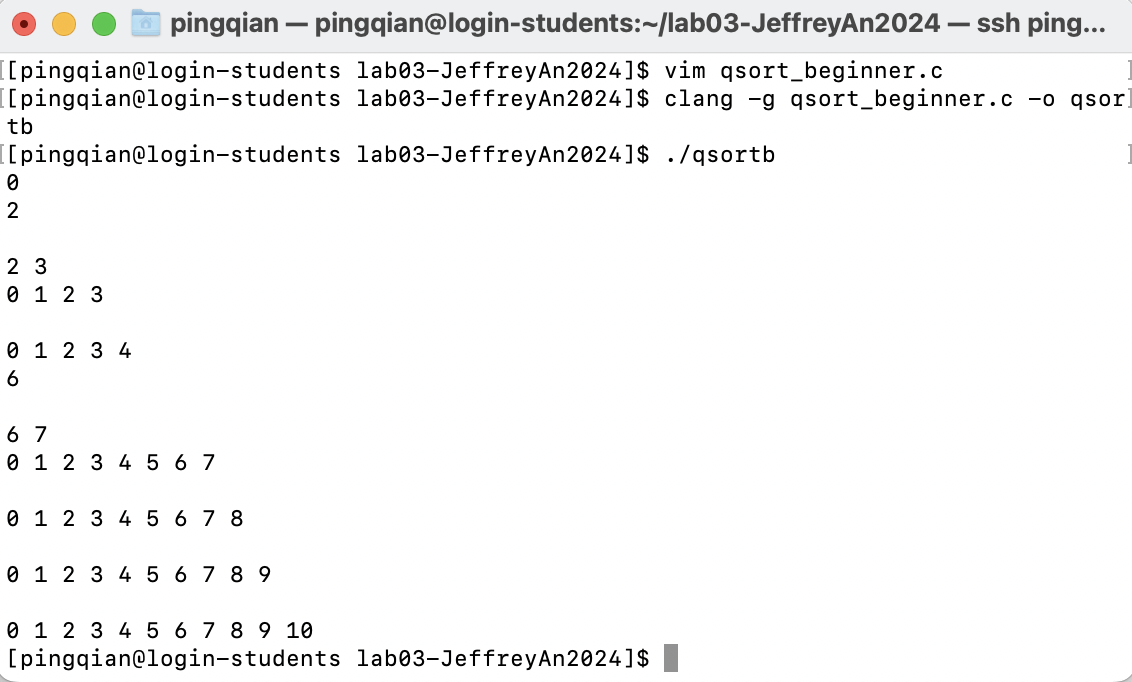 pingqian — pingqian@login-students:~/lab03-JeffreyAn2024 — ssh ping...
[[pingqian@login-students lab03-JeffreyAn2024]$ vim qsort_beginner.c ]
[[pingqian@login-students lab03-JeffreyAn2024]$ clang -g qsort_beginner.c -o qsor]
tb
[[pingqian@login-students lab03-JeffreyAn2024]$ ./qsortb ]
0
2

2 3
0 1 2 3

0 1 2 3 4
6

6 7
0 1 2 3 4 5 6 7

0 1 2 3 4 5 6 7 8

0 1 2 3 4 5 6 7 8 9

0 1 2 3 4 5 6 7 8 9 10
[pingqian@login-students lab03-JeffreyAn2024]$